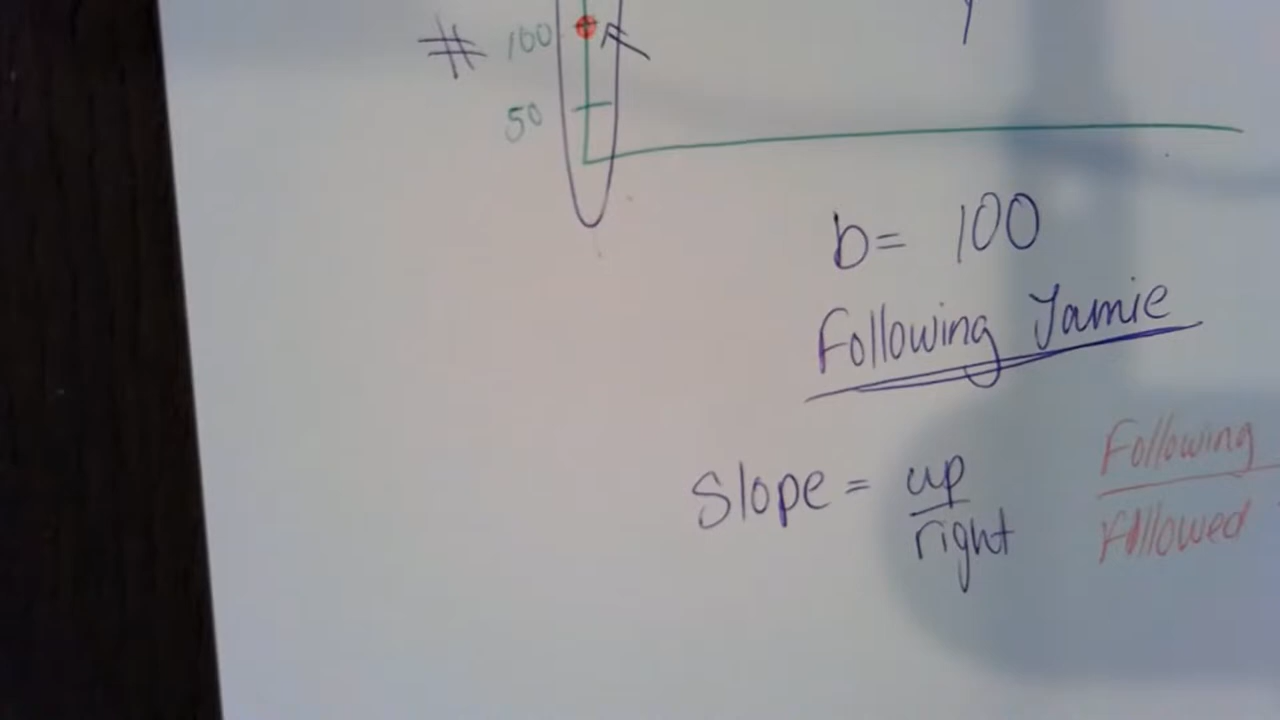 # 100
50
b= 100
Following Jamie
Slope = up
right
Following
Followed